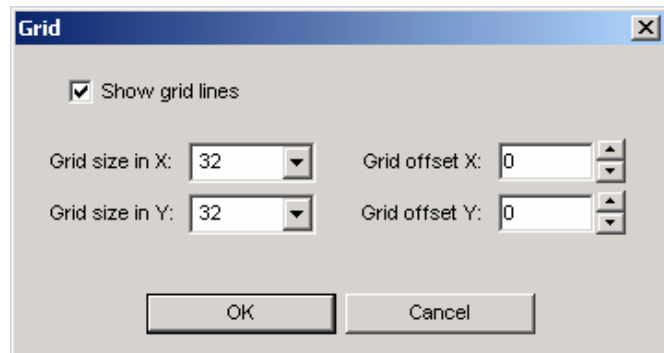 Grid
Show grid lines
Grid size in X: 32 Grid offset X: 0
Grid size in Y: 32 Grid offset Y: 0
OK Cancel